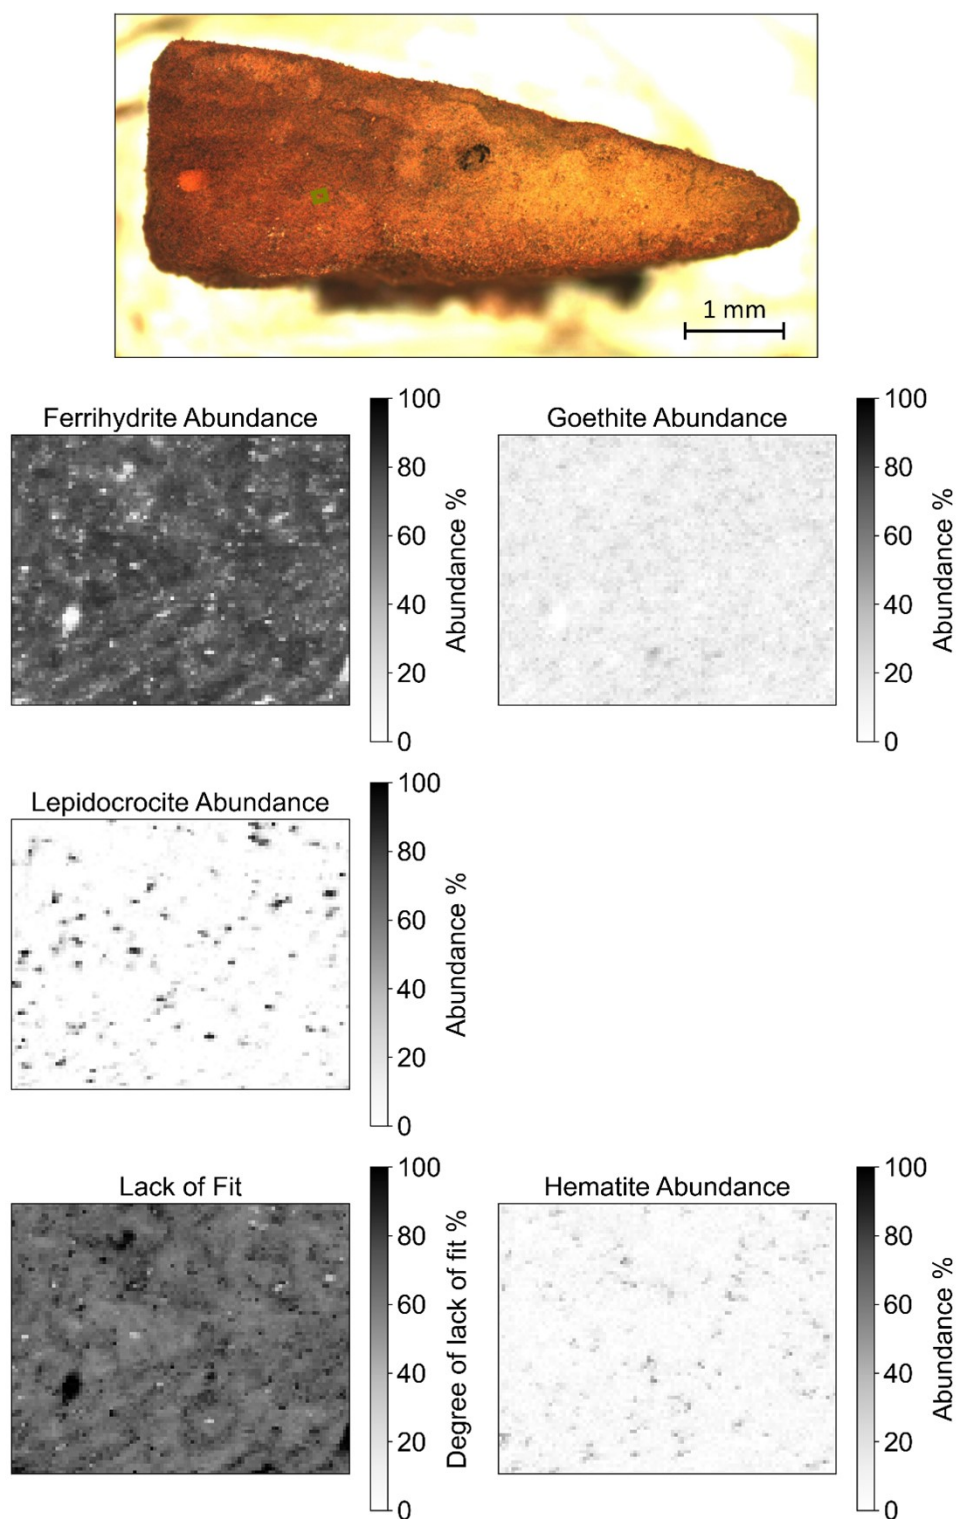 1 mm
Ferrihydrite Abundance
100
80
60
40
20
0
Abundance %
Goethite Abundance
100
80
60
40
20
0
Abundance %
Lepidocrocite Abundance
100
80
60
40
20
0
Abundance %
Lack of Fit
100
80
60
40
20
0
Degree of lack of fit %
Hematite Abundance
100
80
60
40
20
0
Abundance %